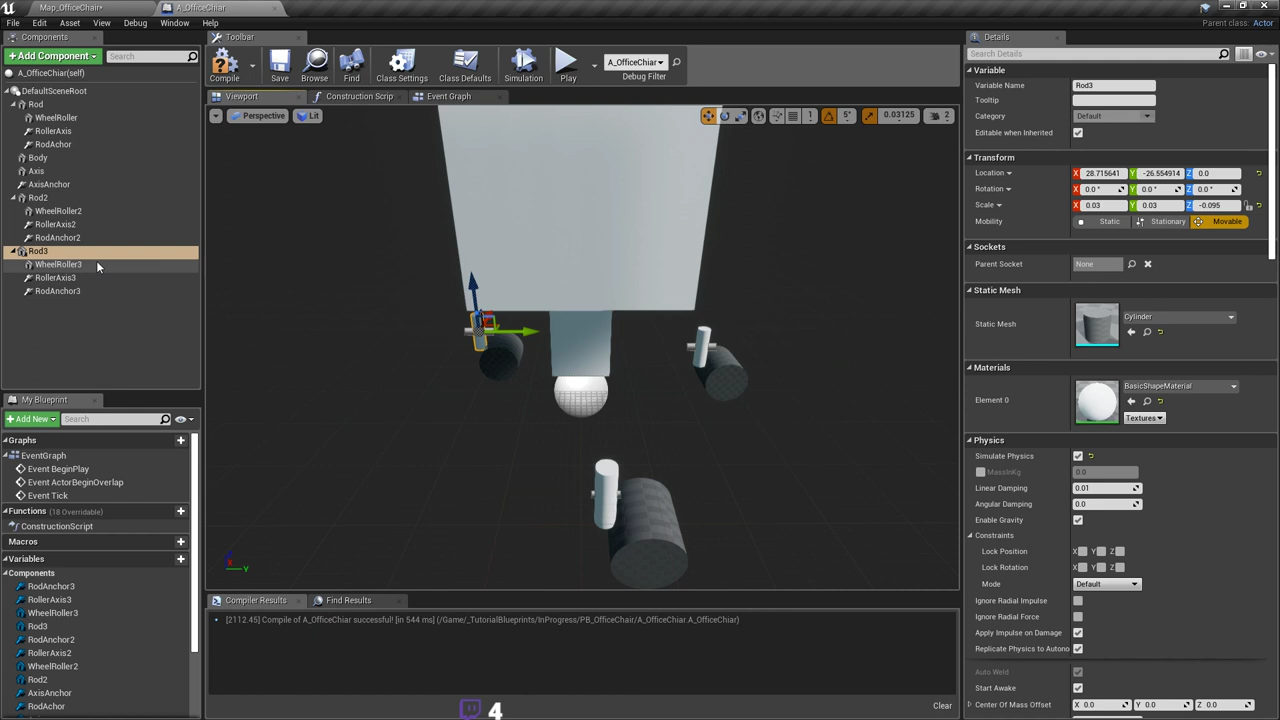 Map_OfficeChiar*
A_OfficeChiar
File Edit Asset View Debug Window Help
Parent class: Actor
Components
+ Add Component
Search
A_OfficeChiar(self)
DefaultSceneRoot
Rod
WheelRoller
RollerAxis
RodAchor
Body
Axis
AxisAnchor
Rod2
WheelRoller2
RollerAxis2
RodAnchor2
Rod3
WheelRoller3
RollerAxis3
RodAnchor3
My Blueprint
+ Add New
Search
Graphs
EventGraph
Event BeginPlay
Event ActorBeginOverlap
Event Tick
Functions (18 Overridable)
ConstructionScript
Macros
Variables
Components
RodAnchor3
RollerAxis3
WheelRoller3
Rod3
RodAnchor2
RollerAxis2
WheelRoller2
Rod2
AxisAnchor
RodAchor
Toolbar
Compile Save Browse Find Class Settings Class Defaults Simulation Play
A_OfficeChiar
Debug Filter
Viewport Construction Scrip Event Graph
Perspective Lit
1 5° 0.03125 2
X Y Z
Compiler Results Find Results
[2112.45] Compile of A_OfficeChiar successful! [in 544 ms] (/Game/_TutorialBlueprints/InProgress/PB_OfficeChair/A_OfficeChiar.A_OfficeChiar)
Clear
4
Details
Search Details
Variable
Variable Name Rod3
Tooltip
Category Default
Editable when Inherited
Transform
Location X 28.715641 Y -26.554914 Z 0.0
Rotation X 0.0 ° Y 0.0 ° Z 0.0 °
Scale X 0.03 Y 0.03 Z -0.095
Mobility Static Stationary Movable
Sockets
Parent Socket None
Static Mesh
Static Mesh Cylinder
Materials
Element 0 BasicShapeMaterial
Textures
Physics
Simulate Physics
MassInKg 0.0
Linear Damping 0.01
Angular Damping 0.0
Enable Gravity
Constraints
Lock Position X Y Z
Lock Rotation X Y Z
Mode Default
Ignore Radial Impulse
Ignore Radial Force
Apply Impulse on Damage
Replicate Physics to Autono
Auto Weld
Start Awake
Center Of Mass Offset X 0.0 Y 0.0 Z 0.0